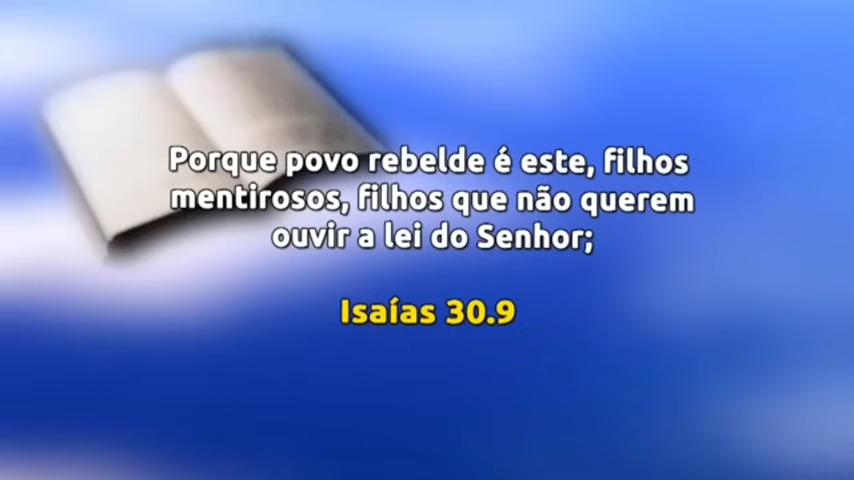 Porque povo rebelde é este, filhos
mentirosos, filhos que não querem
ouvir a lei do Senhor;
Isaías 30.9